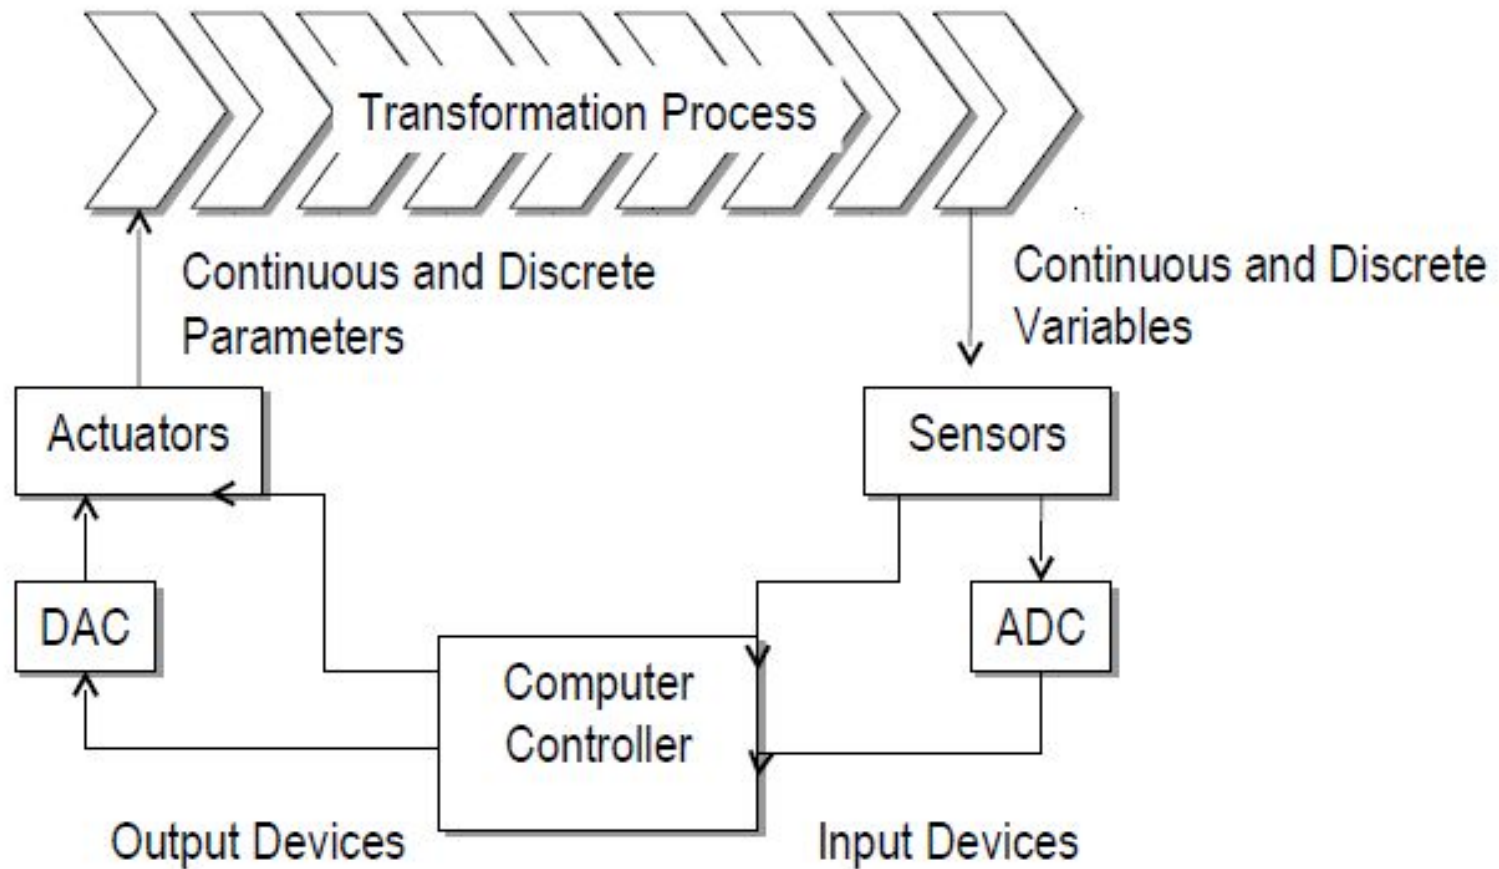 Transformation Process
Continuous and Discrete
Parameters
Continuous and Discrete
Variables
Actuators
Sensors
DAC
ADC
Computer
Controller
Output Devices
Input Devices